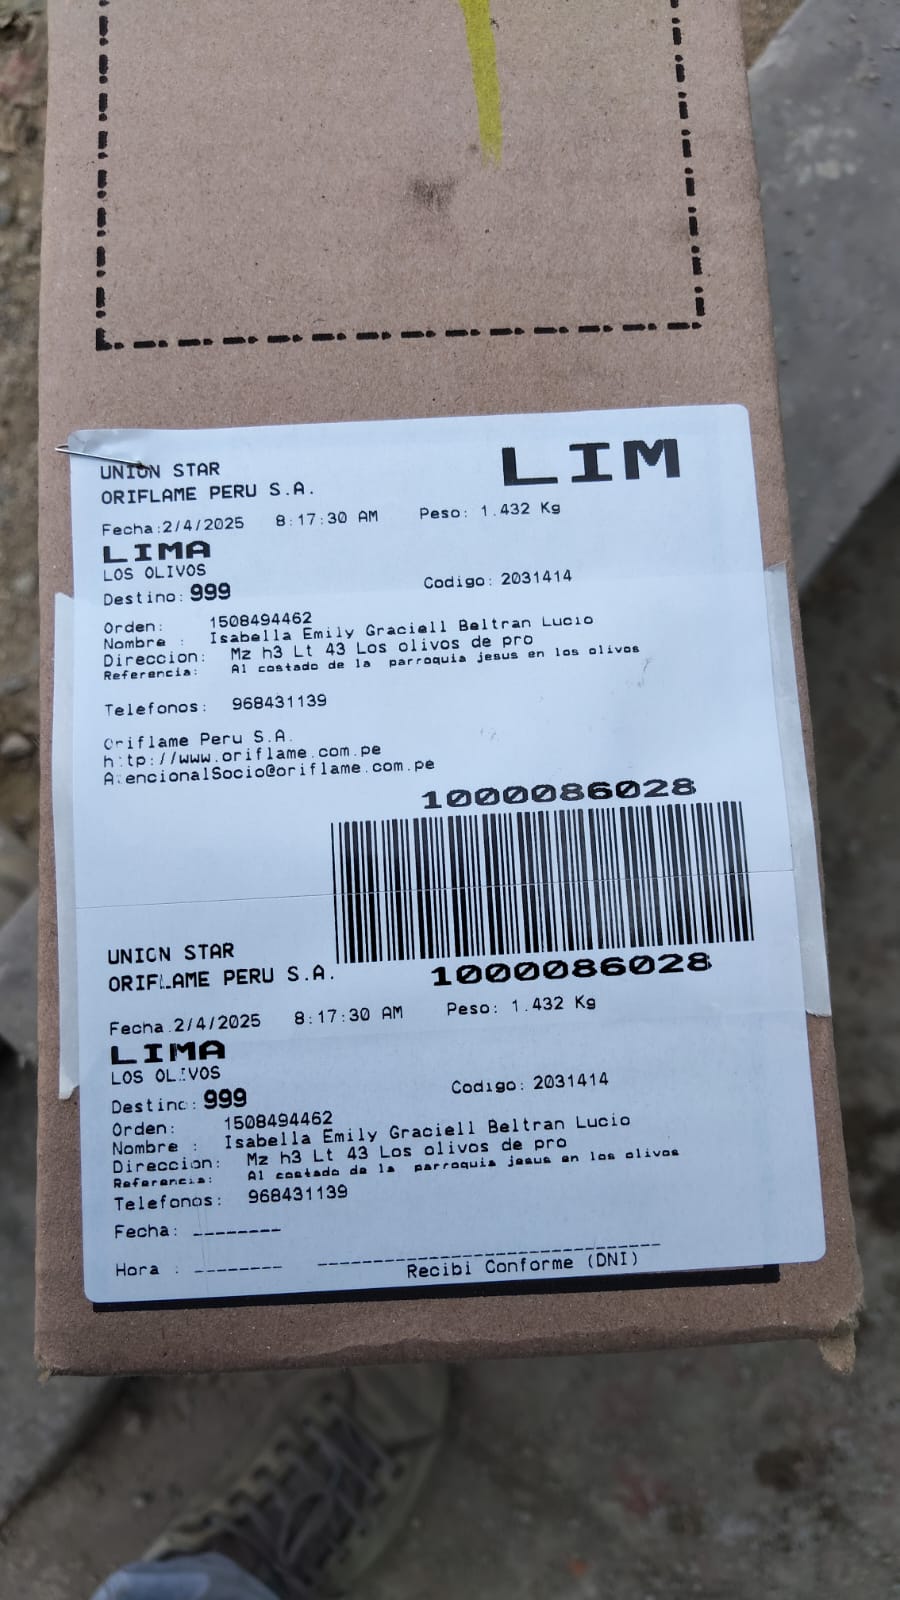 UNION STAR
LIM
ORIFLAME PERU S.A.
Fecha:2/4/2025 8:17:30 AM Peso: 1.432 Kg
LIMA
LOS OLIVOS
Destino: 999 Codigo: 2031414
Orden: 1508494462
Nombre : Isabella Emily Graciell Beltran Lucio
Direccion: Mz h3 Lt 43 Los olivos de pro
Referencia: Al costado de la parroquia jesus en los olivos
Telefonos: 968431139
Oriflame Peru S.A.
http://www.oriflame.com.pe
AtencionalSocio@oriflame.com.pe
1000086028
UNION STAR
ORIFLAME PERU S.A.
1000086028
Fecha:2/4/2025 8:17:30 AM Peso: 1.432 Kg
LIMA
LOS OLIVOS
Destino: 999 Codigo: 2031414
Orden: 1508494462
Nombre : Isabella Emily Graciell Beltran Lucio
Direccion: Mz h3 Lt 43 Los olivos de pro
Referencia: Al costado de la parroquia jesus en los olivos
Telefonos: 968431139
Fecha: --------
Hora : --------
Recibi Conforme (DNI)